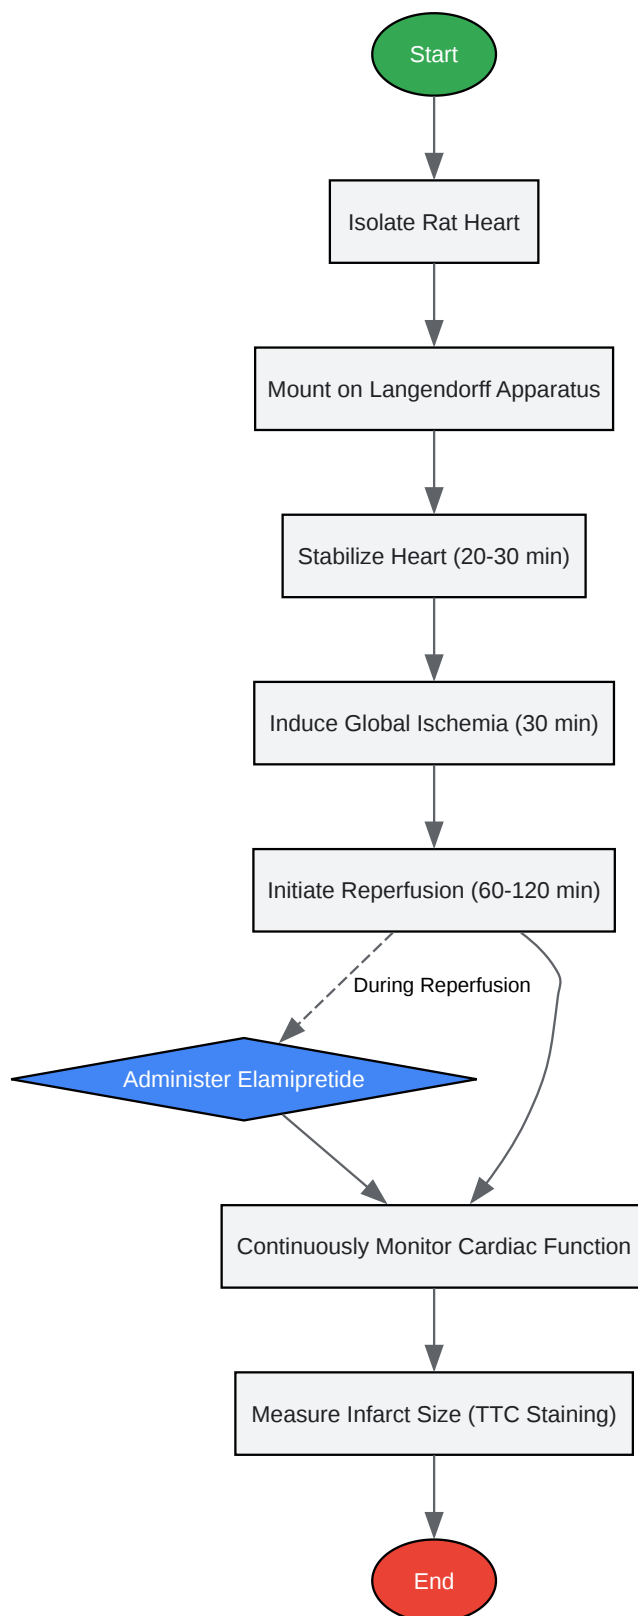 Start
Isolate Rat Heart
Mount on Langendorff Apparatus
Stabilize Heart (20-30 min)
Induce Global Ischemia (30 min)
Initiate Reperfusion (60-120 min)
During Reperfusion
Administer Elamipretide
Continuously Monitor Cardiac Function
Measure Infarct Size (TTC Staining)
End